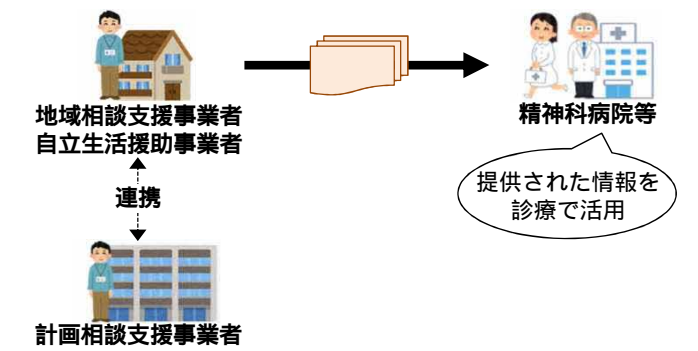 地域相談支援事業者
自立生活援助事業者
精神科病院等
提供された情報を
診療で活用
連携
計画相談支援事業者